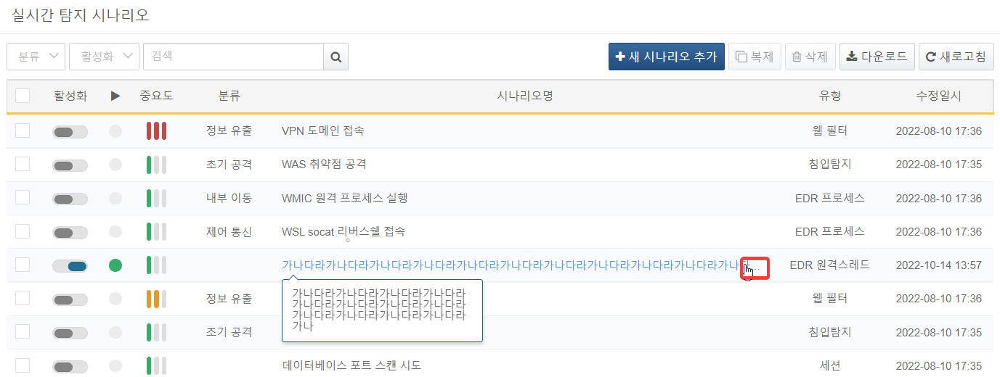 실시간 탐지 시나리오
분류 활성화 검색 새 시나리오 추가 복제 삭제 다운로드 새로고침
활성화 중요도 분류 시나리오명 유형 수정일시
정보 유출 VPN 도메인 접속 웹 필터 2022-08-10 17:36
초기 공격 WAS 취약점 공격 침입탐지 2022-08-10 17:35
내부 이동 WMIC 원격 프로세스 실행 EDR 프로세스 2022-08-10 17:36
제어 통신 WSL socat 리버스쉘 접속 EDR 프로세스 2022-08-10 17:36
가나다라가나다라가나다라가나다라가나다라가나다라가나다라가나다라가나다라가나다라가나다... EDR 원격스레드 2022-10-14 13:57
정보 유출 웹 필터 2022-08-10 17:36
가나다라가나다라가나다라가나다라
가나다라가나다라가나다라가나다라
가나다라가나다라가나다라가나다라
가나
초기 공격 침입탐지 2022-08-10 17:35
데이터베이스 포트 스캔 시도 세션 2022-08-10 17:35